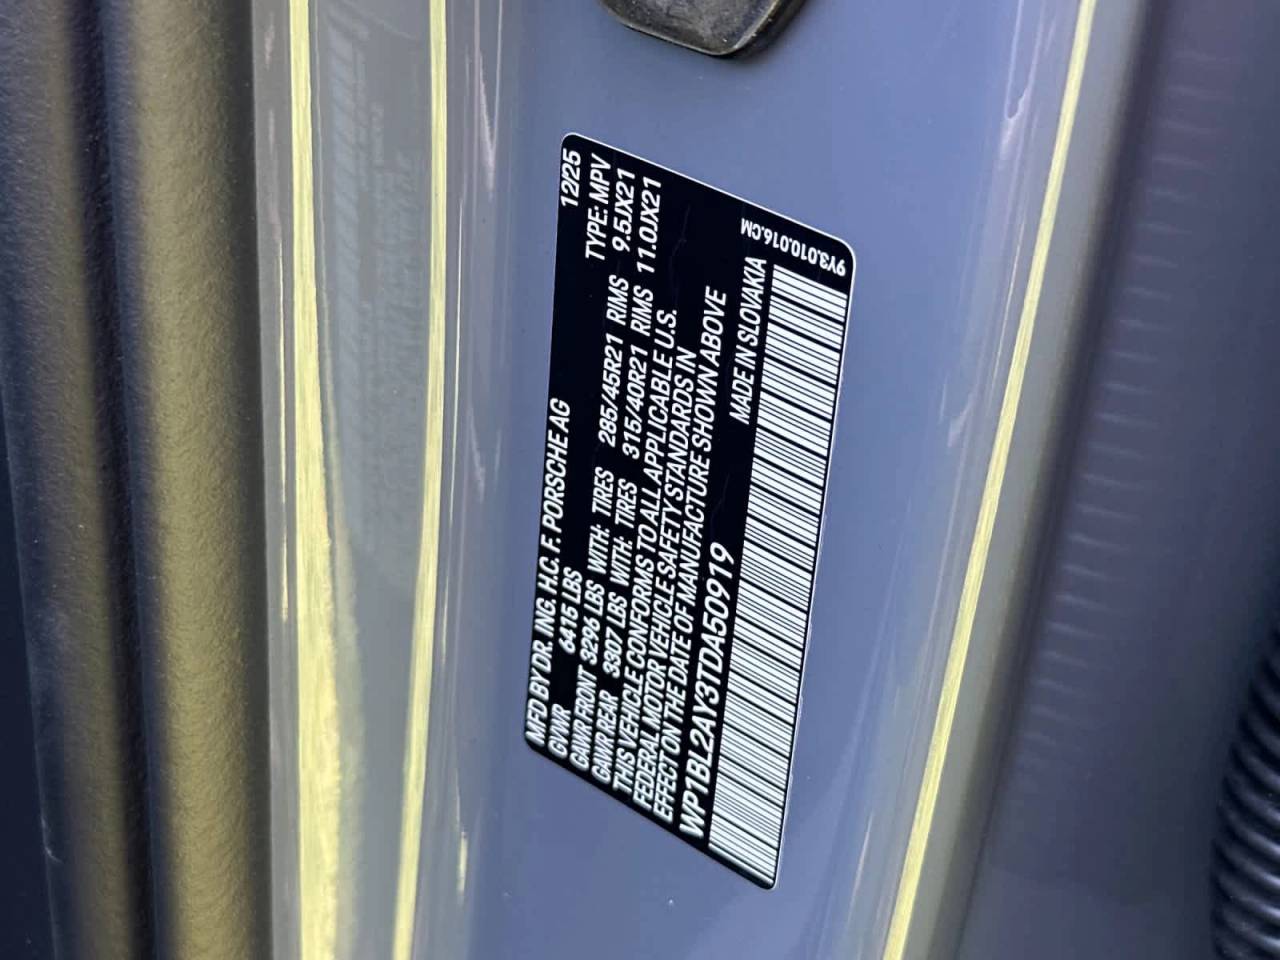 MFD BY DR. ING. H.C. F. PORSCHE AG 12/25
GVWR 6415 LBS TYPE: MPV
GAWR FRONT 3296 LBS WITH: TIRES 285/45R21 RIMS 9.5JX21
GAWR REAR 3807 LBS WITH: TIRES 315/40R21 RIMS 11.0JX21
THIS VEHICLE CONFORMS TO ALL APPLICABLE U.S.
FEDERAL MOTOR VEHICLE SAFETY STANDARDS IN
EFFECT ON THE DATE OF MANUFACTURE SHOWN ABOVE
WP1BL2AY3TDA50919 MADE IN SLOVAKIA
9Y3.010.016.CM